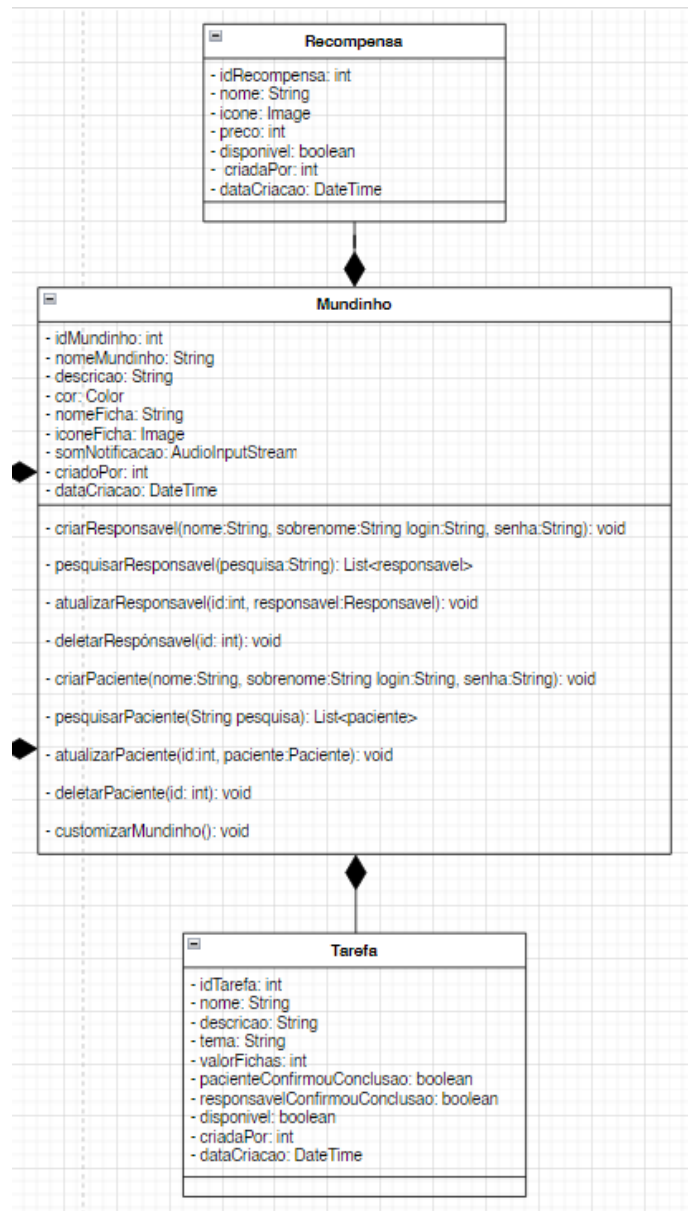 Recompensa
- idRecompensa: int
- nome: String
- icone: Image
- preco: int
- disponivel: boolean
- criadaPor: int
- dataCriacao: DateTime
Mundinho
- idMundinho: int
- nomeMundinho: String
- descricao: String
- cor: Color
- nomeFicha: String
- iconeFicha: Image
- somNotificacao: AudioInputStream
- criadoPor: int
- dataCriacao: DateTime
- criarResponsavel(nome:String, sobrenome:String login:String, senha:String): void
- pesquisarResponsavel(pesquisa:String): List<responsavel>
- atualizarResponsavel(id:int, responsavel:Responsavel): void
- deletarRespónsavel(id: int): void
- criarPaciente(nome:String, sobrenome:String login:String, senha:String): void
- pesquisarPaciente(String pesquisa): List<paciente>
- atualizarPaciente(id:int, paciente:Paciente): void
- deletarPaciente(id: int): void
- customizarMundinho(): void
Tarefa
- idTarefa: int
- nome: String
- descricao: String
- tema: String
- valorFichas: int
- pacienteConfirmouConclusao: boolean
- responsavelConfirmouConclusao: boolean
- disponivel: boolean
- criadaPor: int
- dataCriacao: DateTime